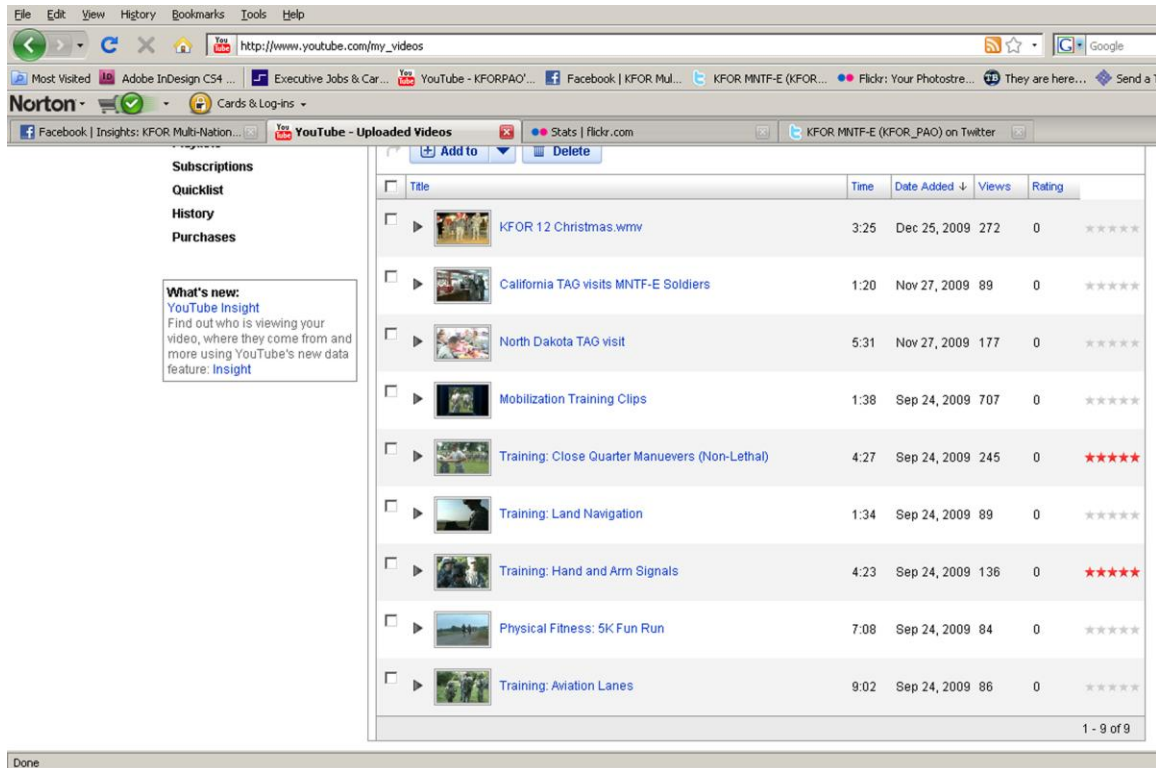 File Edit View History Bookmarks Tools Help
You Tube http://www.youtube.com/my_videos G Google
Most Visited Adobe InDesign CS4 ... Executive Jobs & Car... YouTube - KFORPAO'... Facebook | KFOR Mul... KFOR MNTF-E (KFOR... Flickr: Your Photostre... They are here... Send a
Norton Cards & Log-ins
Facebook | Insights: KFOR Multi-Nation... YouTube - Uploaded Videos Stats | flickr.com KFOR MNTF-E (KFOR_PAO) on Twitter
Add to Delete
Subscriptions
Quicklist
History
Purchases
What's new:
YouTube Insight
Find out who is viewing your
video, where they come from and
more using YouTube's new data
feature: Insight
Title Time Date Added Views Rating
KFOR 12 Christmas.wmv 3:25 Dec 25, 2009 272 0
California TAG visits MNTF-E Soldiers 1:20 Nov 27, 2009 89 0
North Dakota TAG visit 5:31 Nov 27, 2009 177 0
Mobilization Training Clips 1:38 Sep 24, 2009 707 0
Training: Close Quarter Manuevers (Non-Lethal) 4:27 Sep 24, 2009 245 0
Training: Land Navigation 1:34 Sep 24, 2009 89 0
Training: Hand and Arm Signals 4:23 Sep 24, 2009 136 0
Physical Fitness: 5K Fun Run 7:08 Sep 24, 2009 84 0
Training: Aviation Lanes 9:02 Sep 24, 2009 86 0
1 - 9 of 9
Done